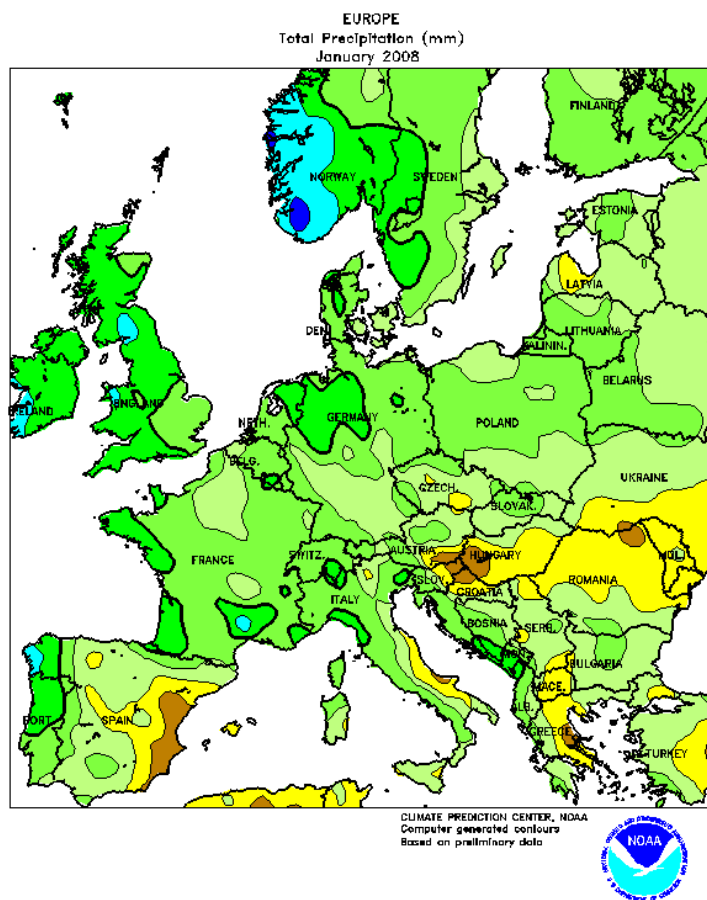 EUROPE
Total Precipitation (mm)
January 2008
FINLAND
NORWAY
SWEDEN
ESTONIA
LATVIA
DEN.
LITHUANIA
KALININ.
BELARUS
IRELAND
ENGLAND
NETH.
GERMANY
POLAND
BELG.
UKRAINE
CZECH.
SLOVAK.
FRANCE
SWITZ.
AUSTRIA
HUNGARY
MOL.
SLOV.
ROMANIA
ITALY
CROATIA
BOSNIA
SERB.
BULGARIA
MACE.
PORT.
SPAIN
ALB.
GREECE
TURKEY
CLIMATE PREDICTION CENTER, NOAA
Computer generated contours
Based on preliminary data
NOAA